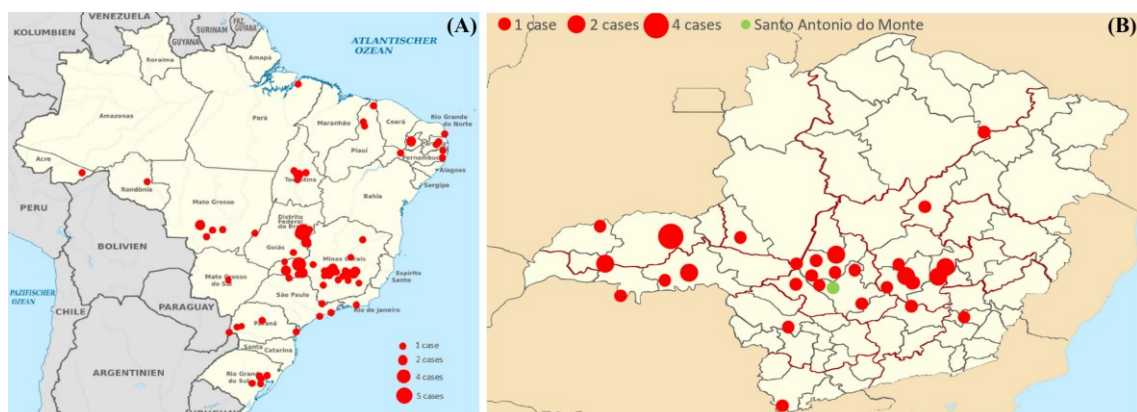 VENEZUELA
(A)
KOLUMBIEN
GUYANA
SURINAM
FRZ. GUYANA
ATLANTISCHER
OZEAN
Roraima
Amapá
Amazonas
Pará
Maranhão
Ceará
Rio Grande
do Norte
Piauí
Pernambuco
Acre
Alagoas
Sergipe
Rondônia
Tocantins
Bahia
PERU
Mato Grosso
Distrito
Federal
BOLIVIEN
Goiás
Minas Gerais
Mato Grosso
do Sul
Espírito
Santo
PAZIFISCHER
OZEAN
São Paulo
PARAGUAY
Rio de Janeiro
CHILE
Paraná
Santa
Catarina
1 case
2 cases
ARGENTINIEN
Rio Grande
do Sul
4 cases
5 cases
1 case 2 cases 4 cases Santo Antonio do Monte (B)